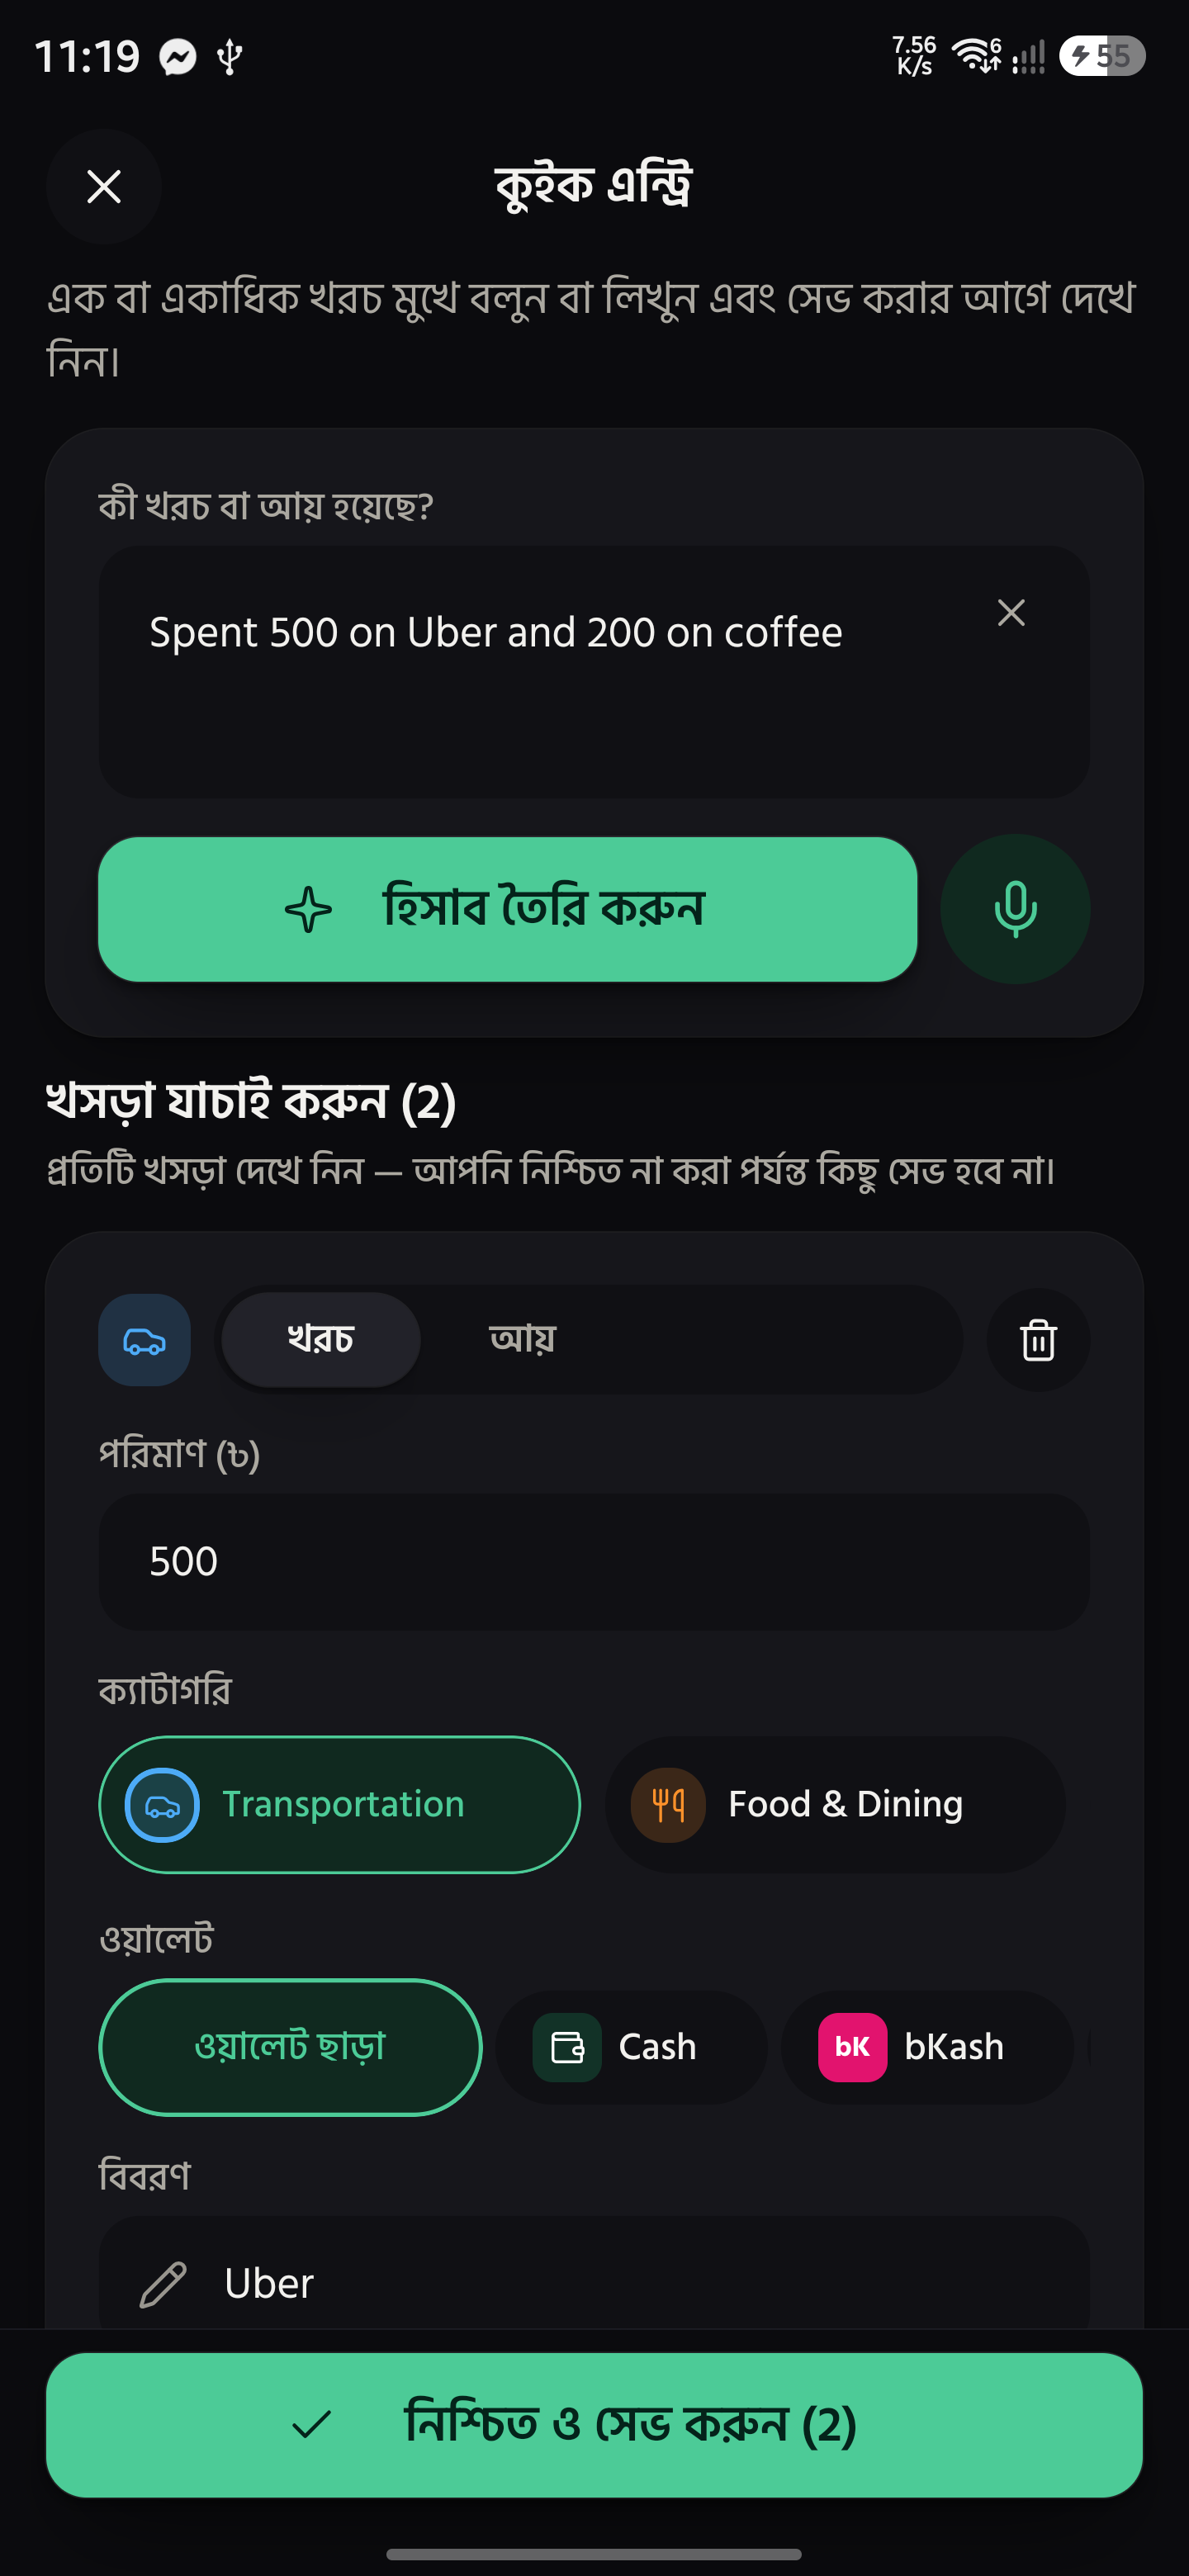 11:19
7.56
K/s
6
55
কুইক এন্ট্রি
এক বা একাধিক খরচ মুখে বলুন বা লিখুন এবং সেভ করার আগে দেখে
নিন।
কী খরচ বা আয় হয়েছে?
Spent 500 on Uber and 200 on coffee
হিসাব তৈরি করুন
খসড়া যাচাই করুন (2)
প্রতিটি খসড়া দেখে নিন — আপনি নিশ্চিত না করা পর্যন্ত কিছু সেভ হবে না।
খরচ
আয়
পরিমাণ (৳)
500
ক্যাটাগরি
Transportation
Food & Dining
ওয়ালেট
ওয়ালেট ছাড়া
Cash
bK
bKash
বিবরণ
Uber
নিশ্চিত ও সেভ করুন (2)